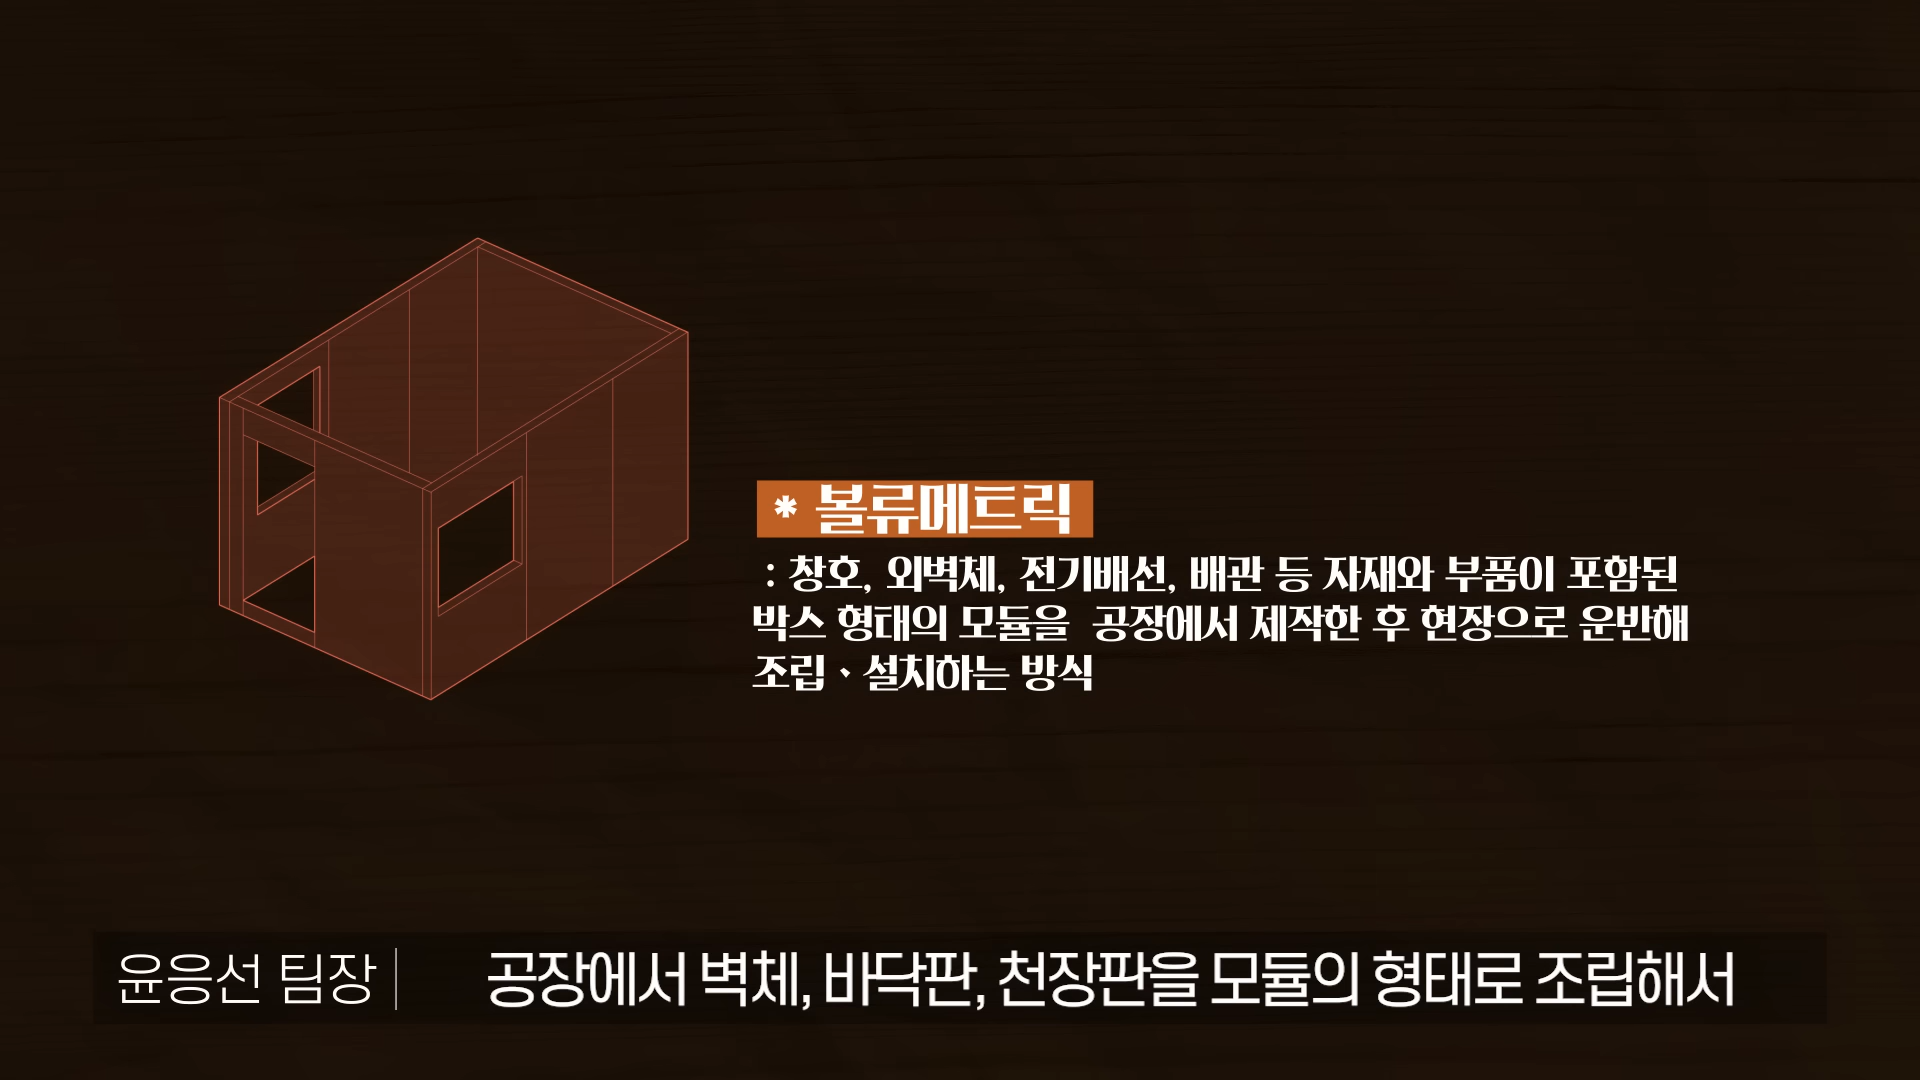 * 볼류메트릭
: 창호, 외벽체, 전기배선, 배관 등 자재와 부품이 포함된
박스 형태의 모듈을 공장에서 제작한 후 현장으로 운반해
조립、설치하는 방식
윤응선 팀장
공장에서 벽체, 바닥판, 천장판을 모듈의 형태로 조립해서